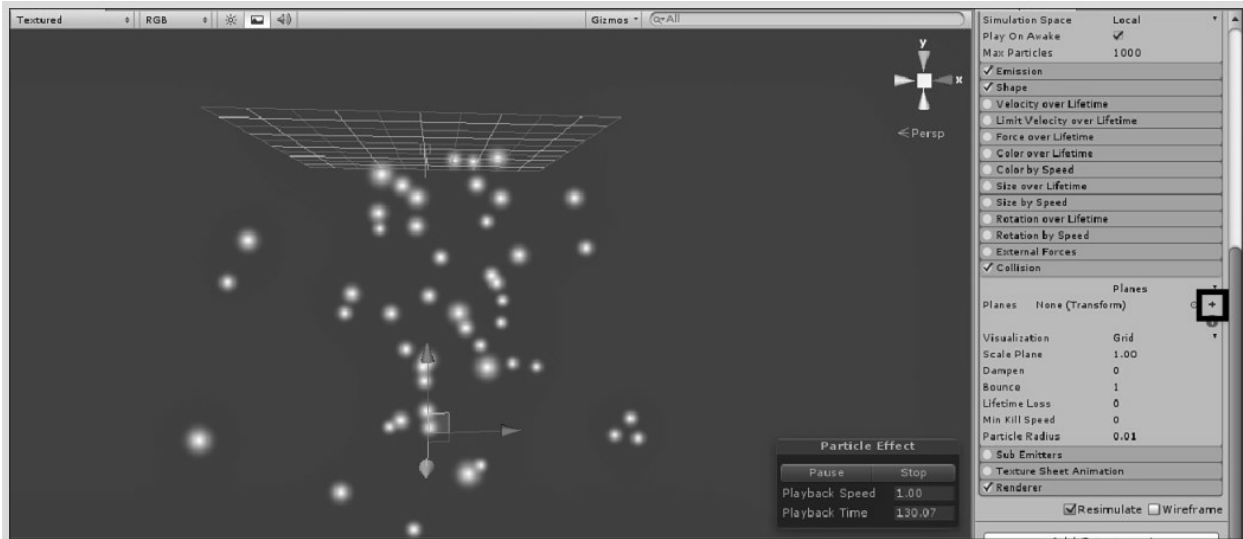 Textured RGB Gizmos All
y
x
Persp
Particle Effect
Pause Stop
Playback Speed 1.00
Playback Time 130.07
Simulation Space Local
Play On Awake
Max Particles 1000
Emission
Shape
Velocity over Lifetime
Limit Velocity over Lifetime
Force over Lifetime
Color over Lifetime
Color by Speed
Size over Lifetime
Size by Speed
Rotation over Lifetime
Rotation by Speed
External Forces
Collision
Planes
Planes None (Transform)
Visualization Grid
Scale Plane 1.00
Dampen 0
Bounce 1
Lifetime Loss 0
Min Kill Speed 0
Particle Radius 0.01
Sub Emitters
Texture Sheet Animation
Renderer
Resimulate Wireframe